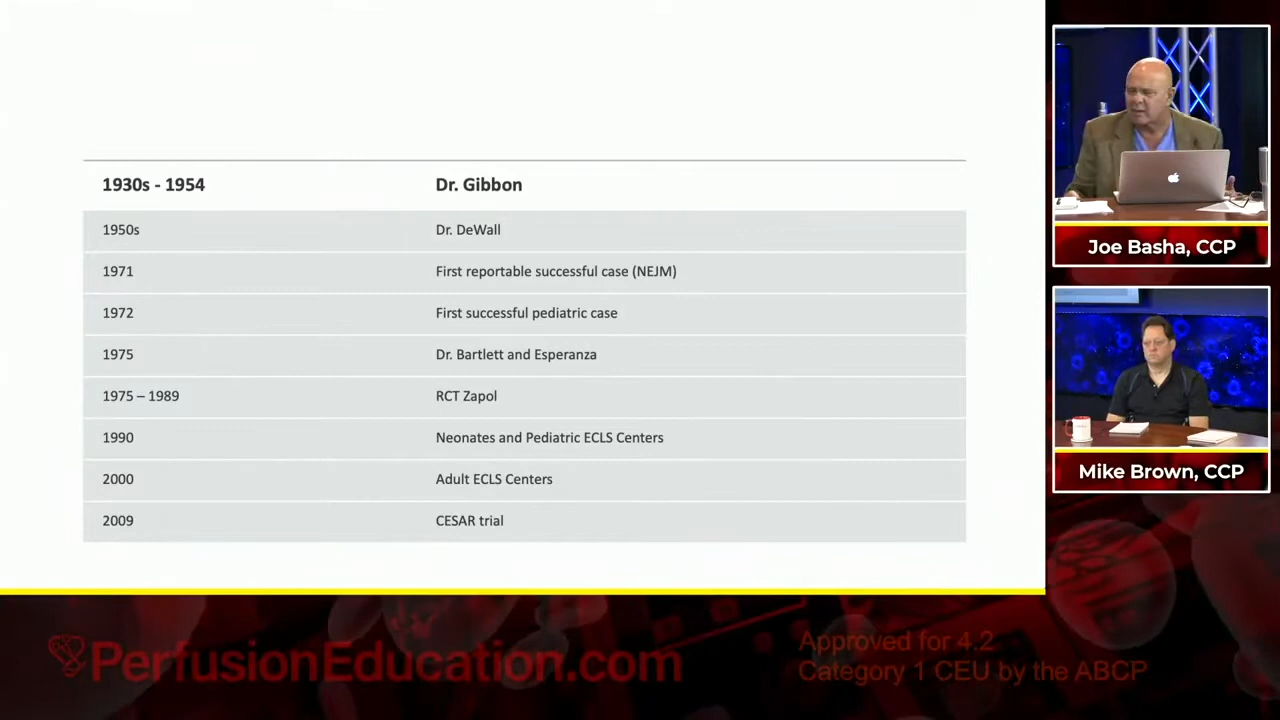 1930s - 1954 Dr. Gibbon
1950s Dr. DeWall
1971 First reportable successful case (NEJM)
1972 First successful pediatric case
1975 Dr. Bartlett and Esperanza
1975 – 1989 RCT Zapol
1990 Neonates and Pediatric ECLS Centers
2000 Adult ECLS Centers
2009 CESAR trial
Joe Basha, CCP
Mike Brown, CCP
PerfusionEducation.com
Approved for 4.2
Category 1 CEU by the ABCP